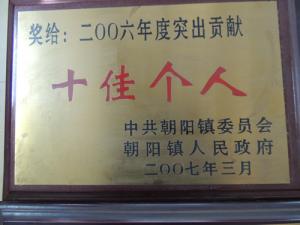 奖给：二00六年度突出贡献
十佳个人
中共朝阳镇委员会
朝阳镇人民政府
二00七年三月